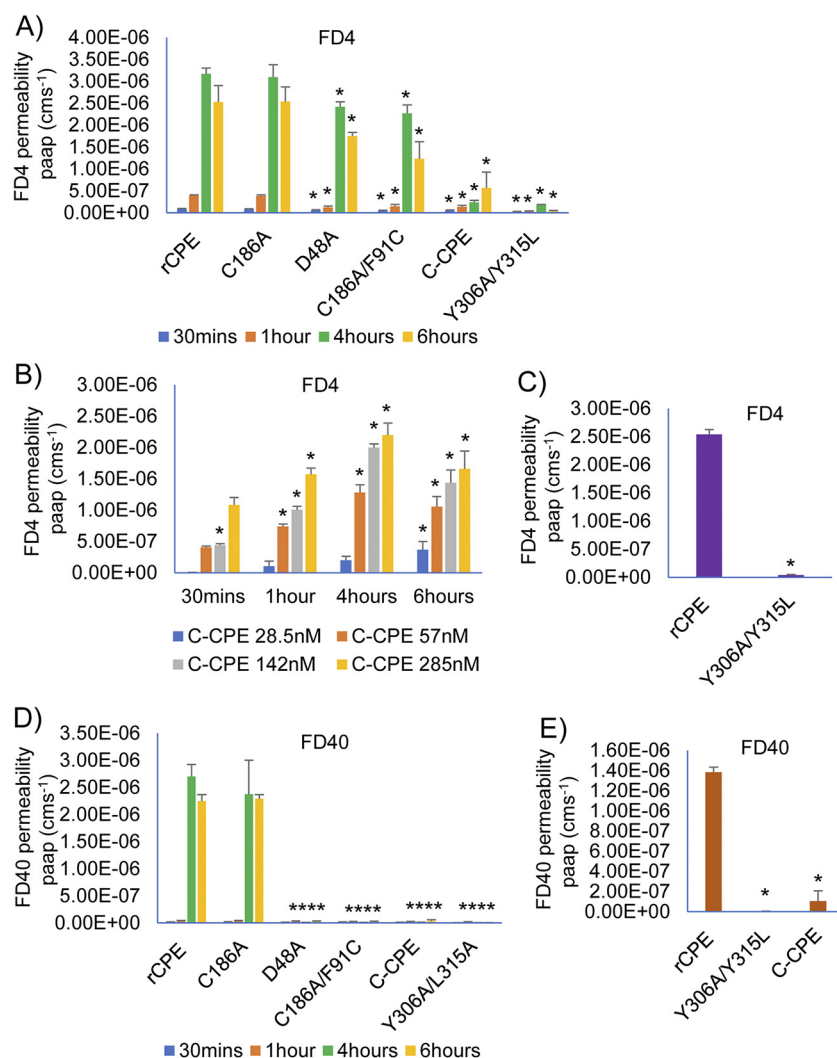 A)
FD4
FD4 permeability
paap (cms⁻¹)
4.00E-06
3.50E-06
3.00E-06
2.50E-06
2.00E-06
1.50E-06
1.00E-06
5.00E-07
0.00E+00
* * * * * * * * * * * * ** * *
rCPE
C186A
D48A
C186A/F91C
C-CPE
Y306A/Y315L
30mins 1hour 4hours 6hours
B)
FD4
FD4 permeability
paap (cms⁻¹)
3.00E-06
2.50E-06
2.00E-06
1.50E-06
1.00E-06
5.00E-07
0.00E+00
* * * * * * * * * * *
30mins 1hour 4hours 6hours
C-CPE 28.5nM C-CPE 57nM
C-CPE 142nM C-CPE 285nM
C)
FD4
FD4 permeability
paap (cms⁻¹)
3.00E-06
2.50E-06
2.00E-06
1.50E-06
1.00E-06
5.00E-07
0.00E+00
*
rCPE
Y306A/Y315L
D)
FD40
FD40 permeability
paap (cms⁻¹)
3.50E-06
3.00E-06
2.50E-06
2.00E-06
1.50E-06
1.00E-06
5.00E-07
0.00E+00
**** **** **** ****
rCPE
C186A
D48A
C186A/F91C
C-CPE
Y306A/L315A
30mins 1hour 4hours 6hours
E)
FD40
FD40 permeability
paap (cms⁻¹)
1.60E-06
1.40E-06
1.20E-06
1.00E-06
8.00E-07
6.00E-07
4.00E-07
2.00E-07
0.00E+00
* *
rCPE
Y306A/Y315L
C-CPE